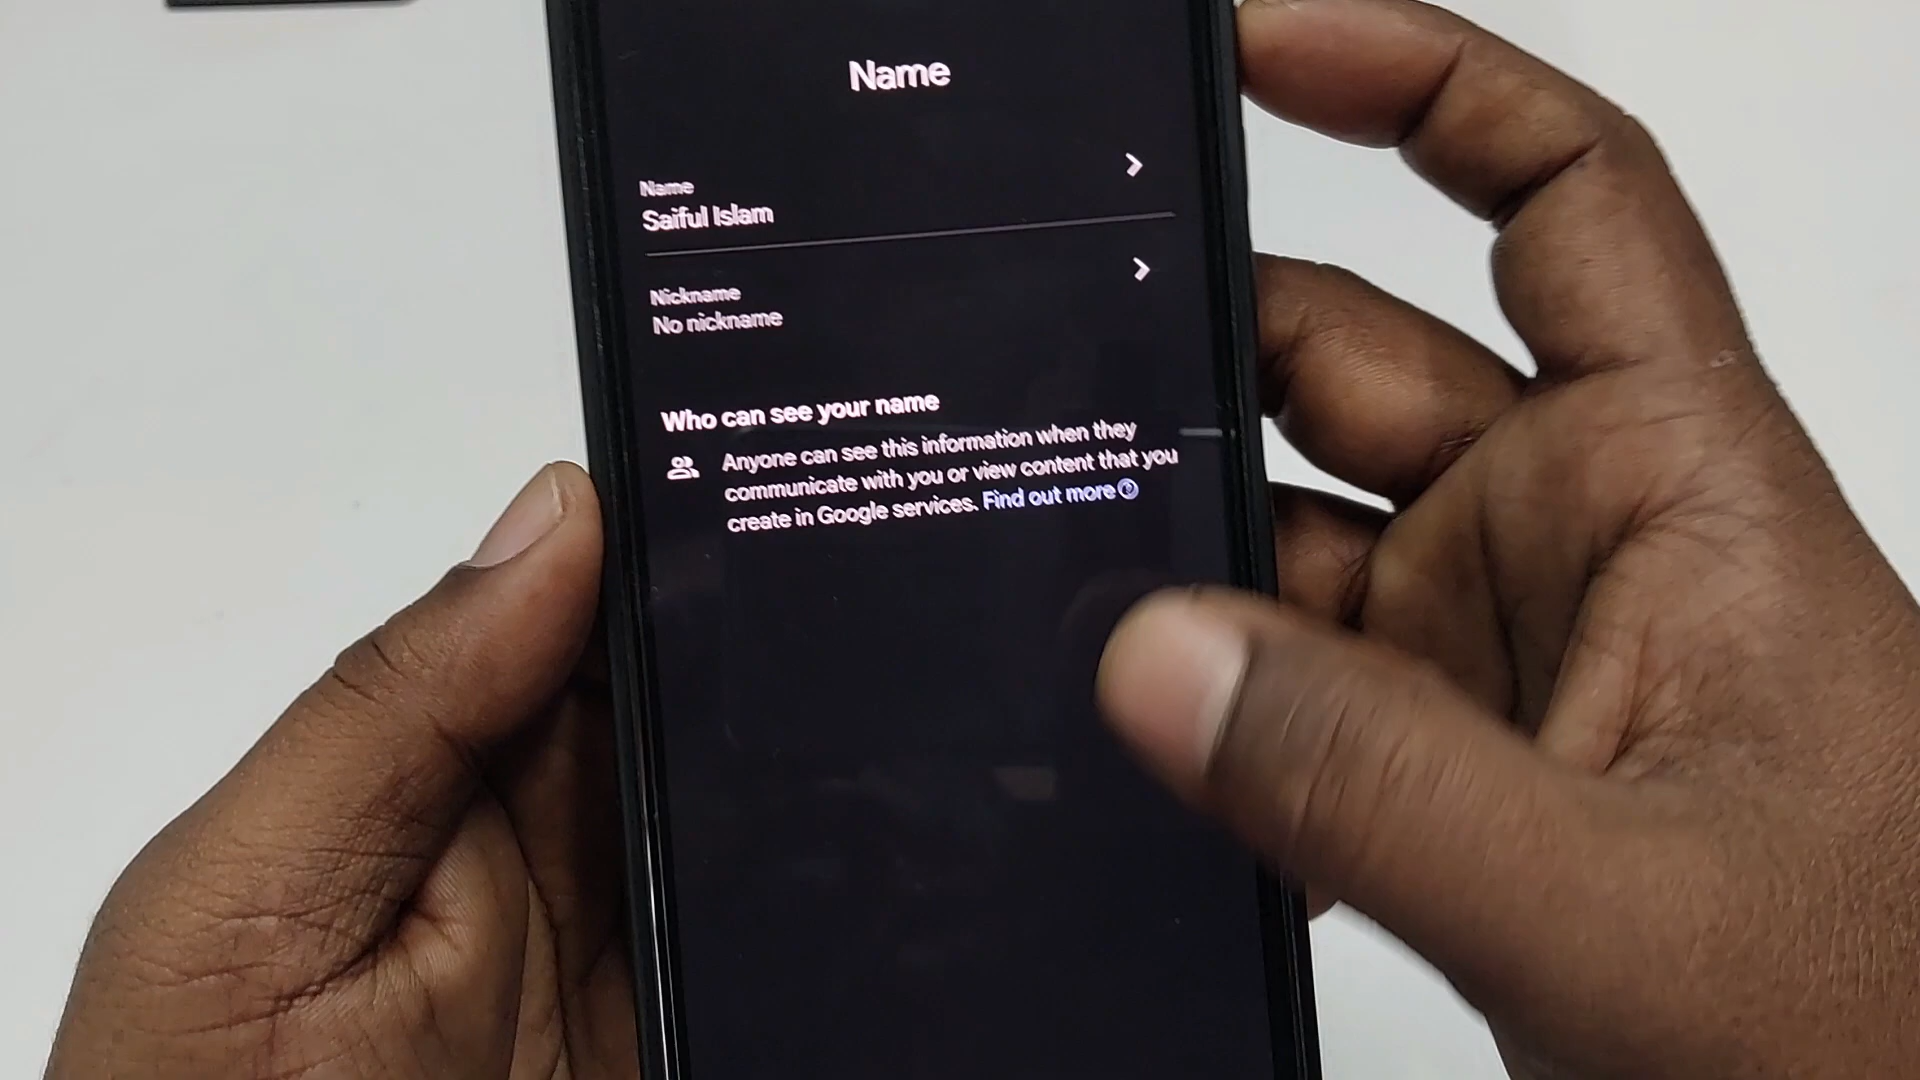 Name
Name
Saiful Islam
Nickname
No nickname
Who can see your name
Anyone can see this information when they
communicate with you or view content that you
create in Google services. Find out more